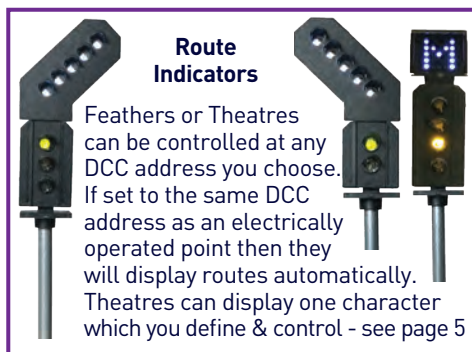 Route
Indicators
M
Feathers or Theatres
can be controlled at any
DCC address you choose.
If set to the same DCC
address as an electrically
operated point then they
will display routes automatically.
Theatres can display one character
which you define & control - see page 5